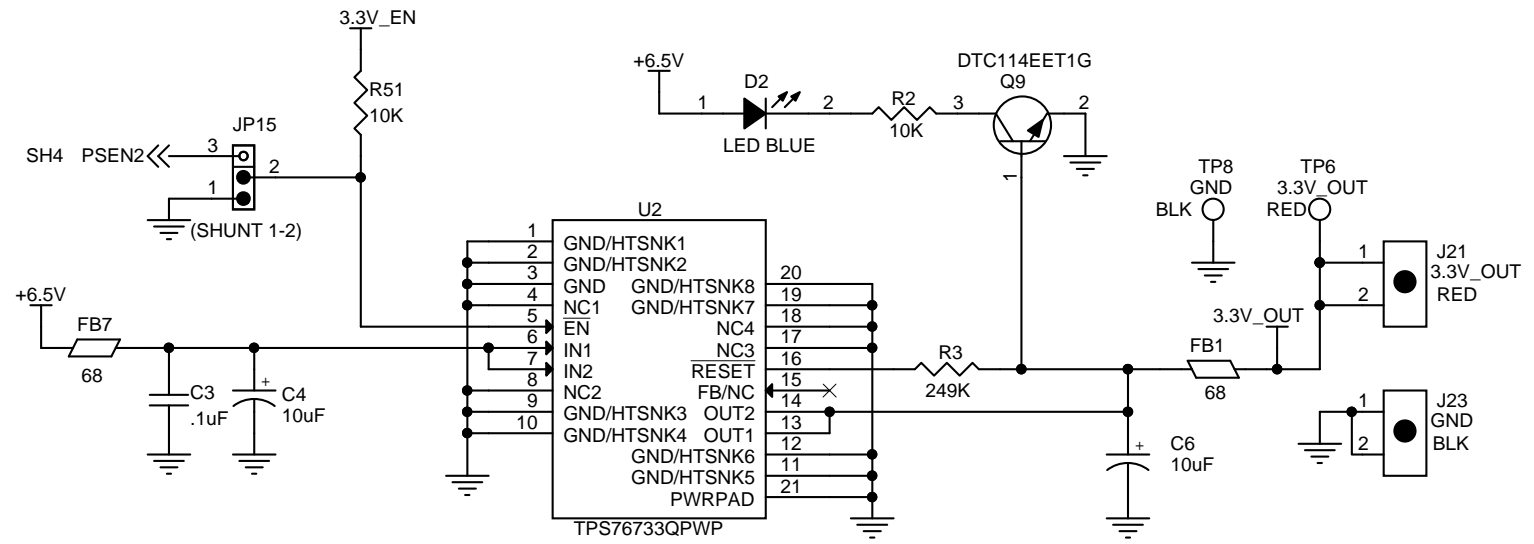 3.3V_EN
R51
10K
JP15
SH4 PSEN2
3
2
1
(SHUNT 1-2)
+6.5V
D2
1
2
LED BLUE
R2
10K
3
DTC114EET1G
Q9
2
1
TP8
GND
BLK
TP6
3.3V_OUT
RED
J21
3.3V_OUT
RED
1
2
+6.5V
FB7
68
C3
.1uF
+
C4
10uF
U2
1 GND/HTSNK1
2 GND/HTSNK2
3 GND
4 NC1
5 EN
6 IN1
7 IN2
8 NC2
9 GND/HTSNK3
10 GND/HTSNK4
GND/HTSNK8 20
GND/HTSNK7 19
NC4 18
NC3 17
RESET 16
FB/NC 15
OUT2 14
OUT1 13
GND/HTSNK6 12
GND/HTSNK5 11
PWRPAD 21
TPS76733QPWP
R3
249K
3.3V_OUT
FB1
68
+
C6
10uF
J23
GND
BLK
1
2